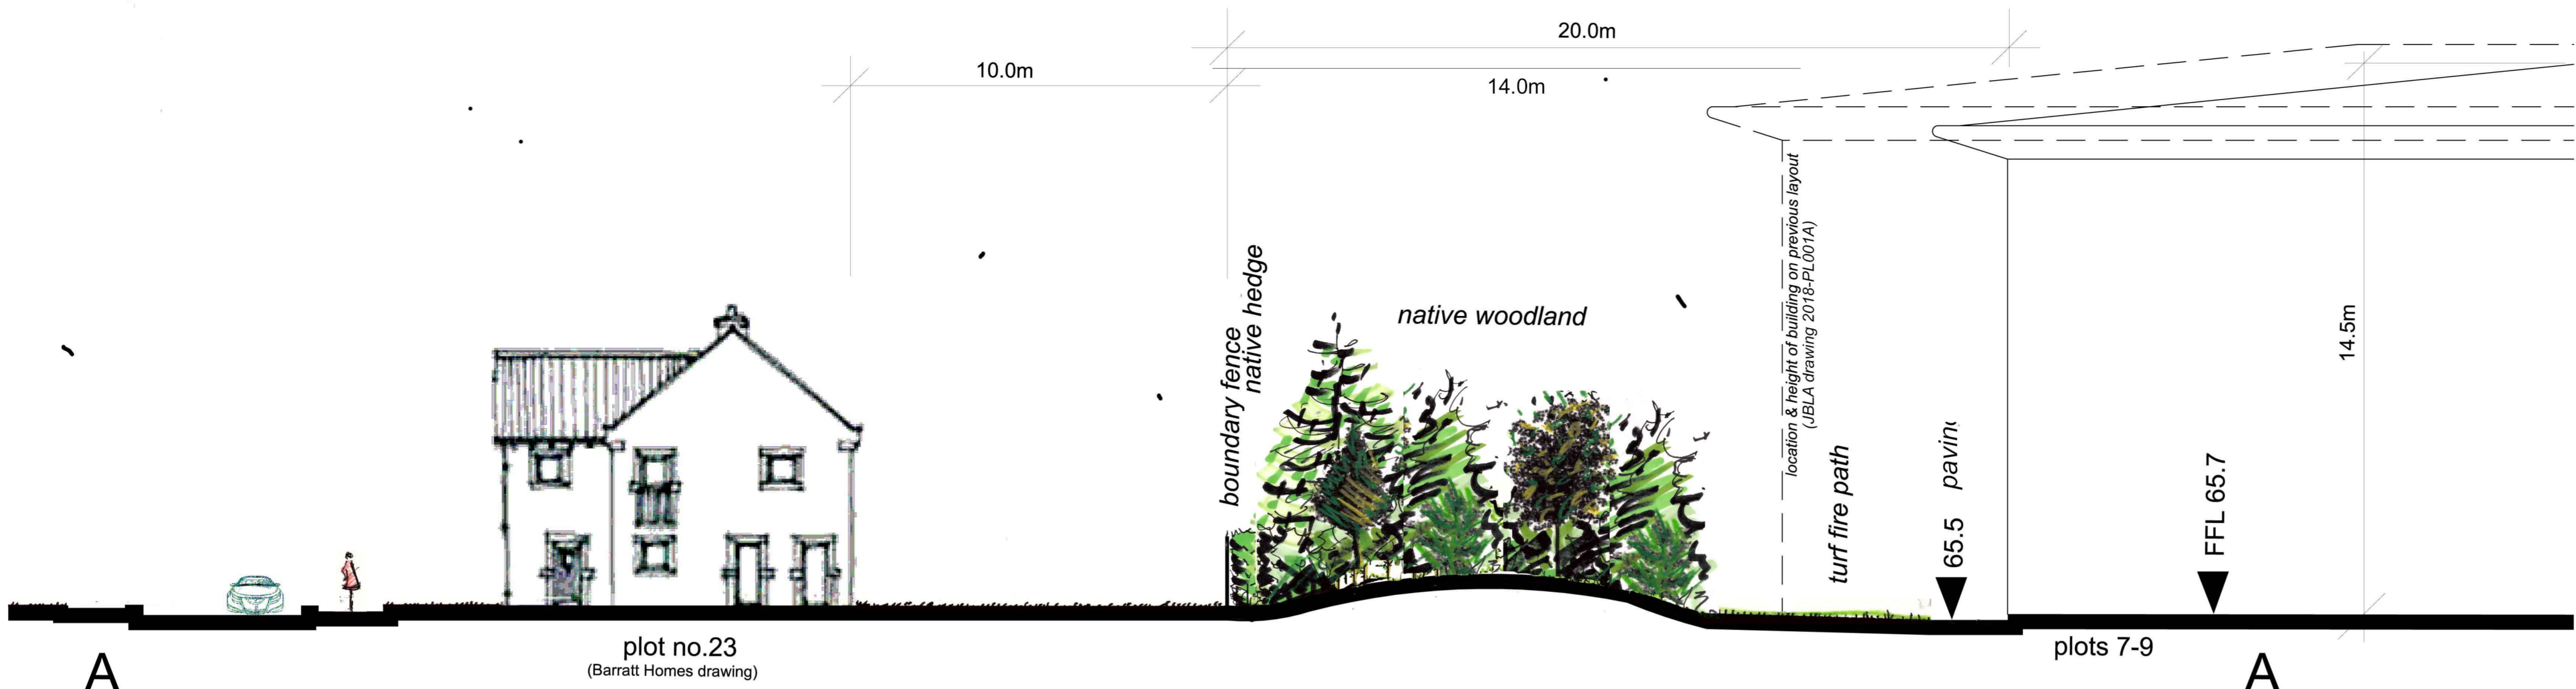 20.0m
10.0m
14.0m
boundary fence
native hedge
native woodland
location & height of building on previous layout
(JBLA drawing 2018-PL001A)
turf fire path
65.5 paving
FFL 65.7
14.5m
plot no.23
(Barratt Homes drawing)
plots 7-9
A
A